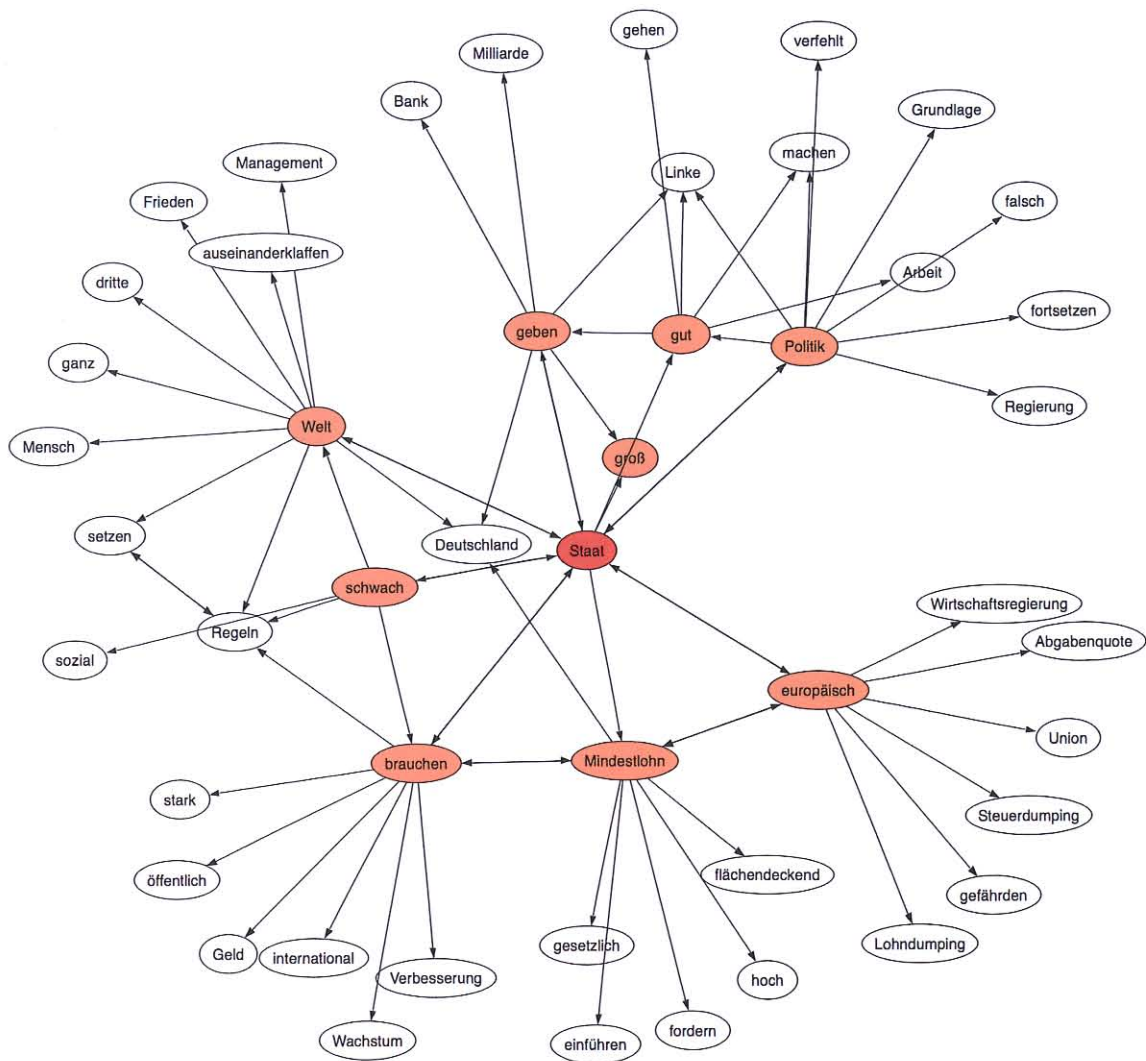 gehen
verfehlt
Milliarde
Bank
Grundlage
Management
Linke
machen
Frieden
falsch
auseinanderklaffen
dritte
Arbeit
fortsetzen
geben
gut
Politik
ganz
Regierung
Welt
Mensch
groß
setzen
Deutschland
Staat
schwach
Wirtschaftsregierung
Regeln
Abgabenquote
sozial
europäisch
Union
brauchen
Mindestlohn
stark
Steuerdumping
öffentlich
flächendeckend
gefährden
Geld
international
gesetzlich
Lohndumping
Verbesserung
hoch
Wachstum
einführen
fordern